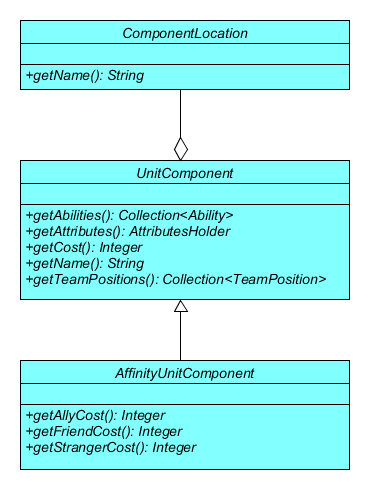 ComponentLocation
+getName(): String
UnitComponent
+getAbilities(): Collection<Ability>
+getAttributes(): AttributesHolder
+getCost(): Integer
+getName(): String
+getTeamPositions(): Collection<TeamPosition>
AffinityUnitComponent
+getAllyCost(): Integer
+getFriendCost(): Integer
+getStrangerCost(): Integer